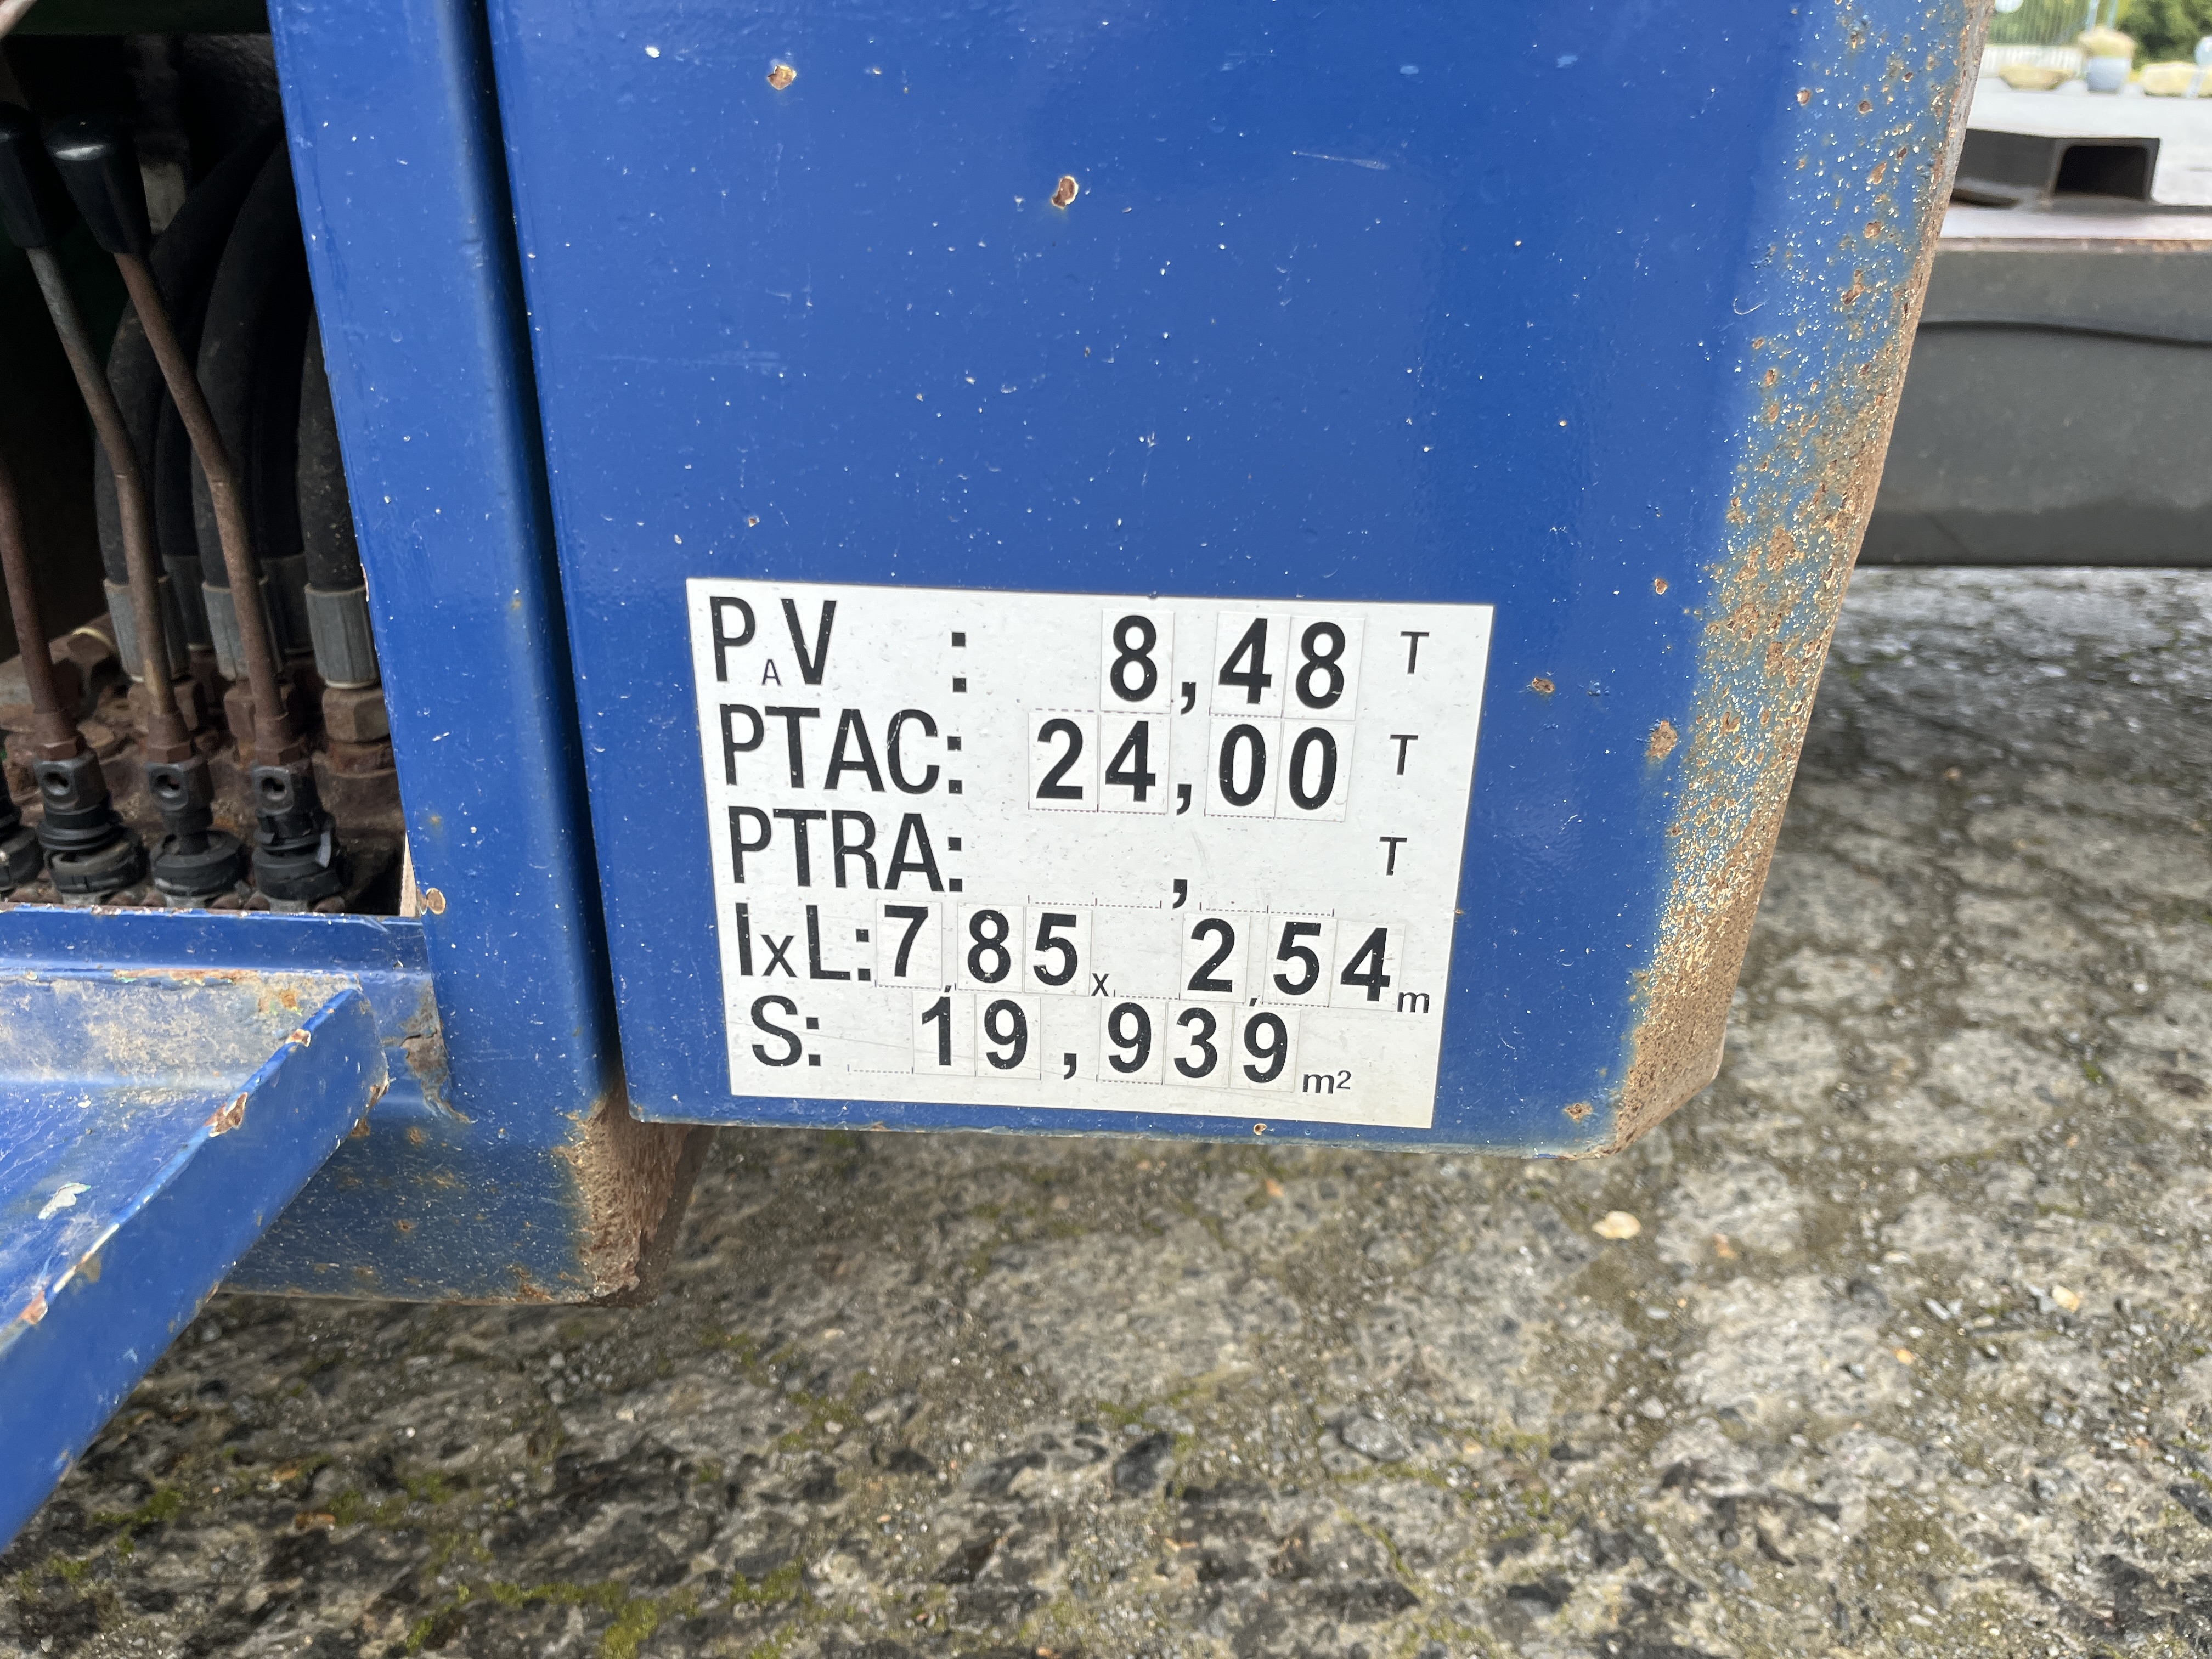 PAV : 8,48 T
PTAC: 24,00 T
PTRA: , T
lxL: 7,85 x 2,54 m
S: 19,939 m²